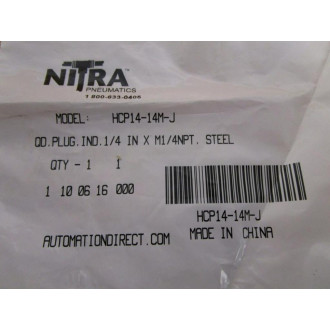 NITRA
PNEUMATICS
1 800-633-0405
MODEL: HCP14-14M-J
QD.PLUG.IND.1/4 IN X M1/4NPT. STEEL
QTY - 1 1
1 10 06 16 000
HCP14-14M-J
AUTOMATIONDIRECT.COM MADE IN CHINA